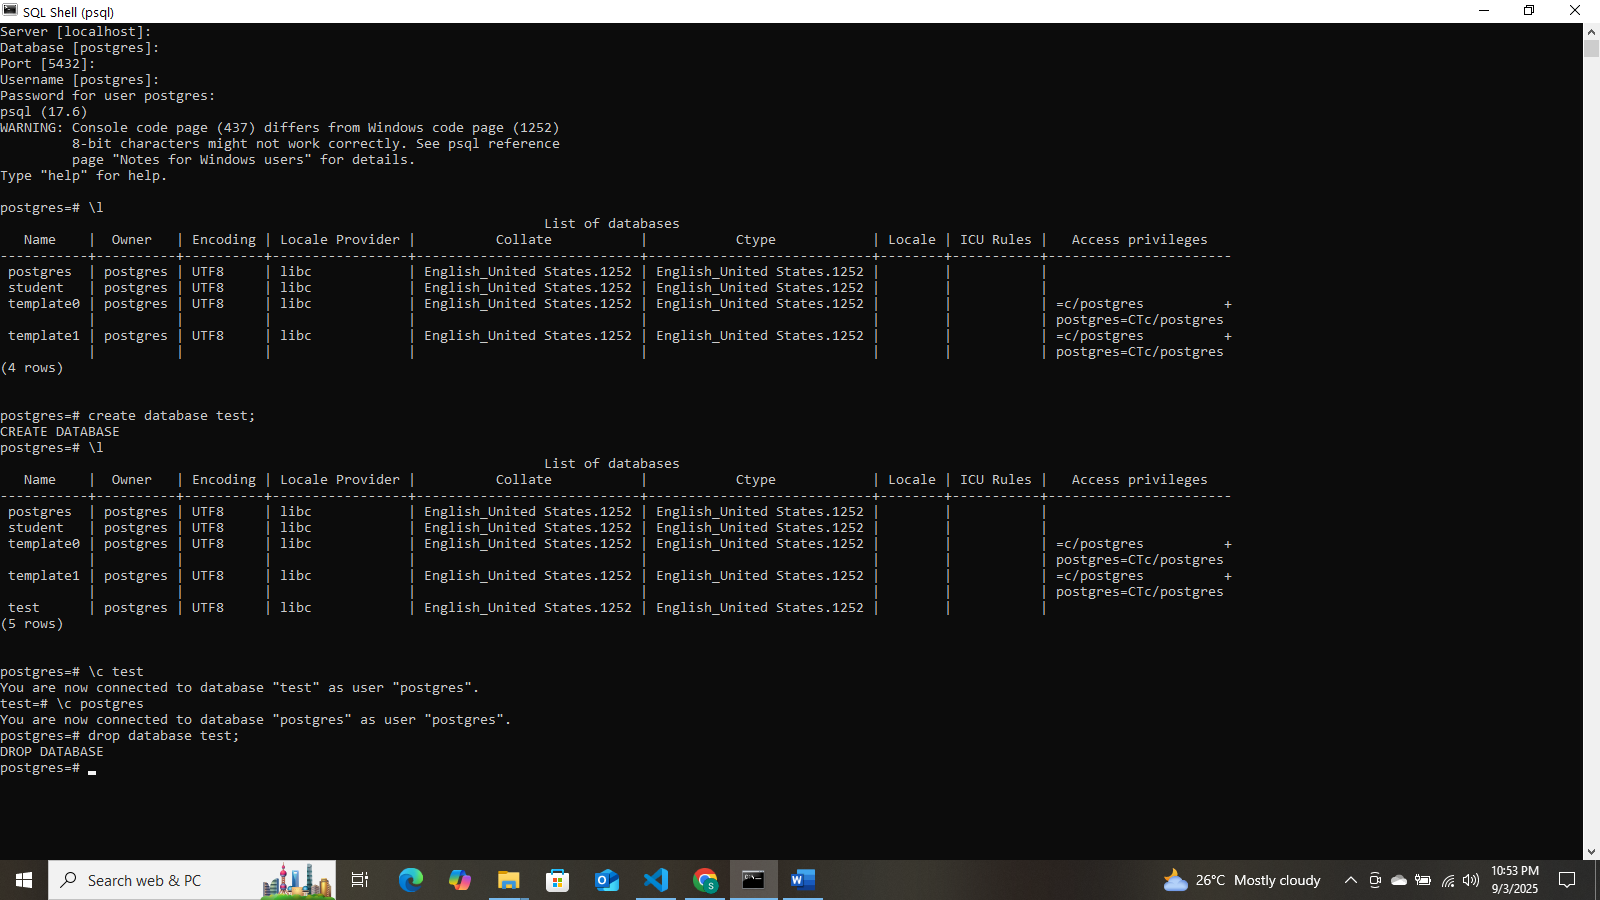 SQL Shell (psql)
Server [localhost]:
Database [postgres]:
Port [5432]:
Username [postgres]:
Password for user postgres:
psql (17.6)
WARNING: Console code page (437) differs from Windows code page (1252)
         8-bit characters might not work correctly. See psql reference
         page "Notes for Windows users" for details.
Type "help" for help.

postgres=# \l
                                                                    List of databases
   Name    |  Owner   | Encoding | Locale Provider |          Collate           |           Ctype            | Locale | ICU Rules |   Access privileges
-----------+----------+----------+-----------------+----------------------------+----------------------------+--------+-----------+-----------------------
 postgres  | postgres | UTF8     | libc            | English_United States.1252 | English_United States.1252 |        |           |
 student   | postgres | UTF8     | libc            | English_United States.1252 | English_United States.1252 |        |           |
 template0 | postgres | UTF8     | libc            | English_United States.1252 | English_United States.1252 |        |           | =c/postgres          +
           |          |          |                 |                            |                            |        |           | postgres=CTc/postgres
 template1 | postgres | UTF8     | libc            | English_United States.1252 | English_United States.1252 |        |           | =c/postgres          +
           |          |          |                 |                            |                            |        |           | postgres=CTc/postgres
(4 rows)

postgres=# create database test;
CREATE DATABASE
postgres=# \l
                                                                    List of databases
   Name    |  Owner   | Encoding | Locale Provider |          Collate           |           Ctype            | Locale | ICU Rules |   Access privileges
-----------+----------+----------+-----------------+----------------------------+----------------------------+--------+-----------+-----------------------
 postgres  | postgres | UTF8     | libc            | English_United States.1252 | English_United States.1252 |        |           |
 student   | postgres | UTF8     | libc            | English_United States.1252 | English_United States.1252 |        |           |
 template0 | postgres | UTF8     | libc            | English_United States.1252 | English_United States.1252 |        |           | =c/postgres          +
           |          |          |                 |                            |                            |        |           | postgres=CTc/postgres
 template1 | postgres | UTF8     | libc            | English_United States.1252 | English_United States.1252 |        |           | =c/postgres          +
           |          |          |                 |                            |                            |        |           | postgres=CTc/postgres
 test      | postgres | UTF8     | libc            | English_United States.1252 | English_United States.1252 |        |           |
(5 rows)

postgres=# \c test
You are now connected to database "test" as user "postgres".
test=# \c postgres
You are now connected to database "postgres" as user "postgres".
postgres=# drop database test;
DROP DATABASE
postgres=#
Search web & PC
26°C Mostly cloudy
10:53 PM
9/3/2025